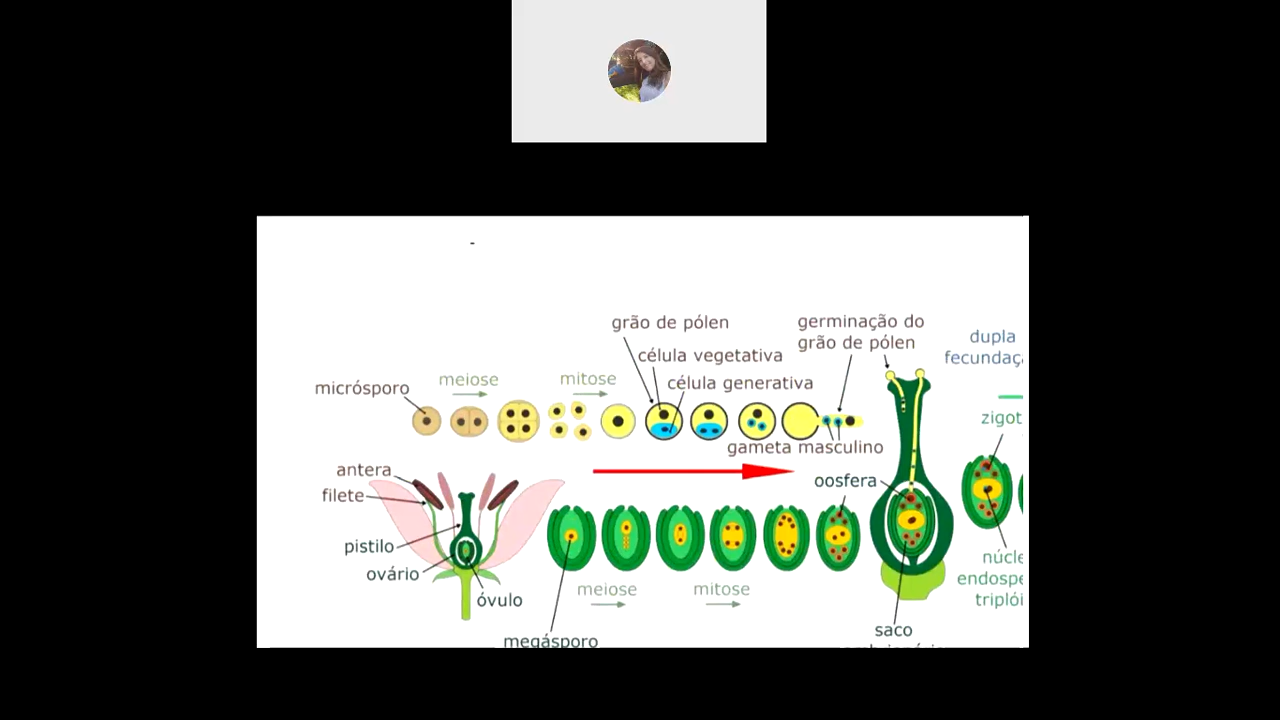 grão de pólen
germinação do
grão de pólen
dupla
célula vegetativa
célula generativa
meiose
mitose
micrósporo
gameta masculino
antera
filete
oosfera
pistilo
ovário
óvulo
meiose
mitose
megásporo
saco